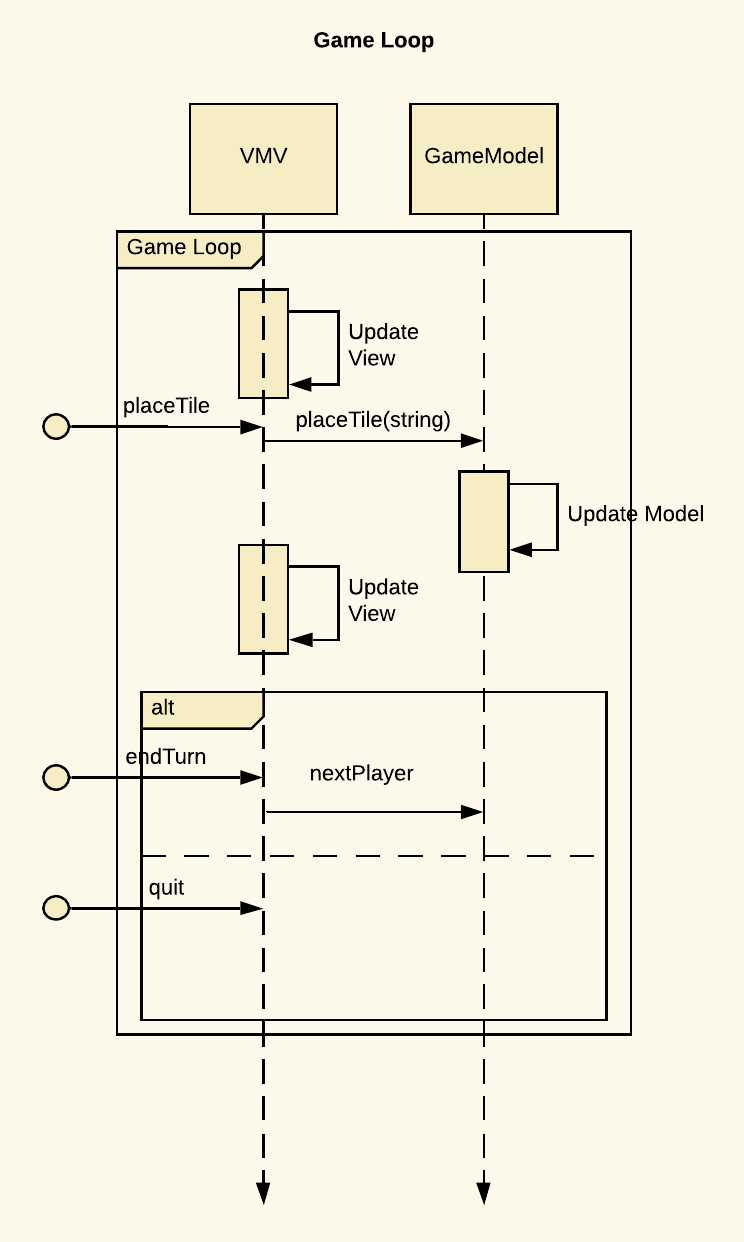 Game Loop
VMV
GameModel
Game Loop
Update
View
placeTile
placeTile(string)
Update Model
Update
View
alt
endTurn
nextPlayer
quit